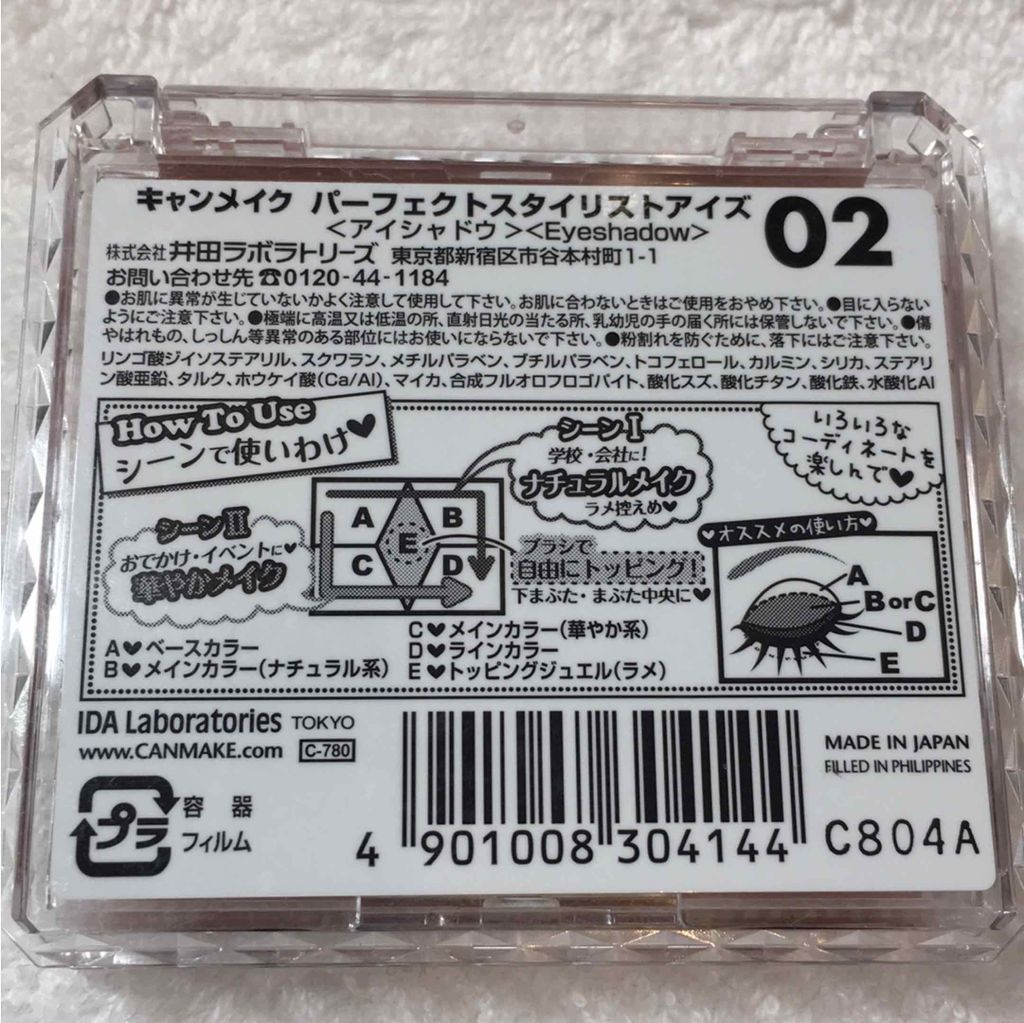 キャンメイク パーフェクトスタイリストアイズ 02
<アイシャドウ><Eyeshadow>
株式会社 井田ラボラトリーズ 東京都新宿区市谷本村町1-1
お問い合わせ先 ☎0120-44-1184
●お肌に異常が生じていないかよく注意して使用して下さい。お肌に合わないときはご使用をおやめ下さい。●目に入らない
ようにご注意下さい。●極端に高温又は低温の所、直射日光の当たる所、乳幼児の手の届く所には保管しないで下さい。●傷
やはれもの、しっしん等異常のある部位にはお使いにならないで下さい。●粉割れを防ぐために、落下にはご注意下さい。
リンゴ酸ジイソステアリル、スクワラン、メチルパラベン、ブチルパラベン、トコフェロール、カルミン、シリカ、ステアリ
ン酸亜鉛、タルク、ホウケイ酸(Ca/Al)、マイカ、合成フルオロフロゴパイト、酸化スズ、酸化チタン、酸化鉄、水酸化Al
How To Use
シーンで使いわけ♥
シーンⅠ
学校・会社に!
ナチュラルメイク
ラメ控えめ♥
いろいろな
コーディネートを
楽しんで♥
シーンⅡ
おでかけ・イベントに♥
華やかメイク
A B
E
C D
ブラシで
自由にトッピング!
下まぶた・まぶた中央に♥
♥オススメの使い方♥
A
B or C
D
E
A♥ベースカラー
B♥メインカラー(ナチュラル系)
C♥メインカラー(華やか系)
D♥ラインカラー
E♥トッピングジュエル(ラメ)
IDA Laboratories TOKYO
www.CANMAKE.com C-780
MADE IN JAPAN
FILLED IN PHILIPPINES
プラ
容器
フィルム
4 901008 304144
C804A